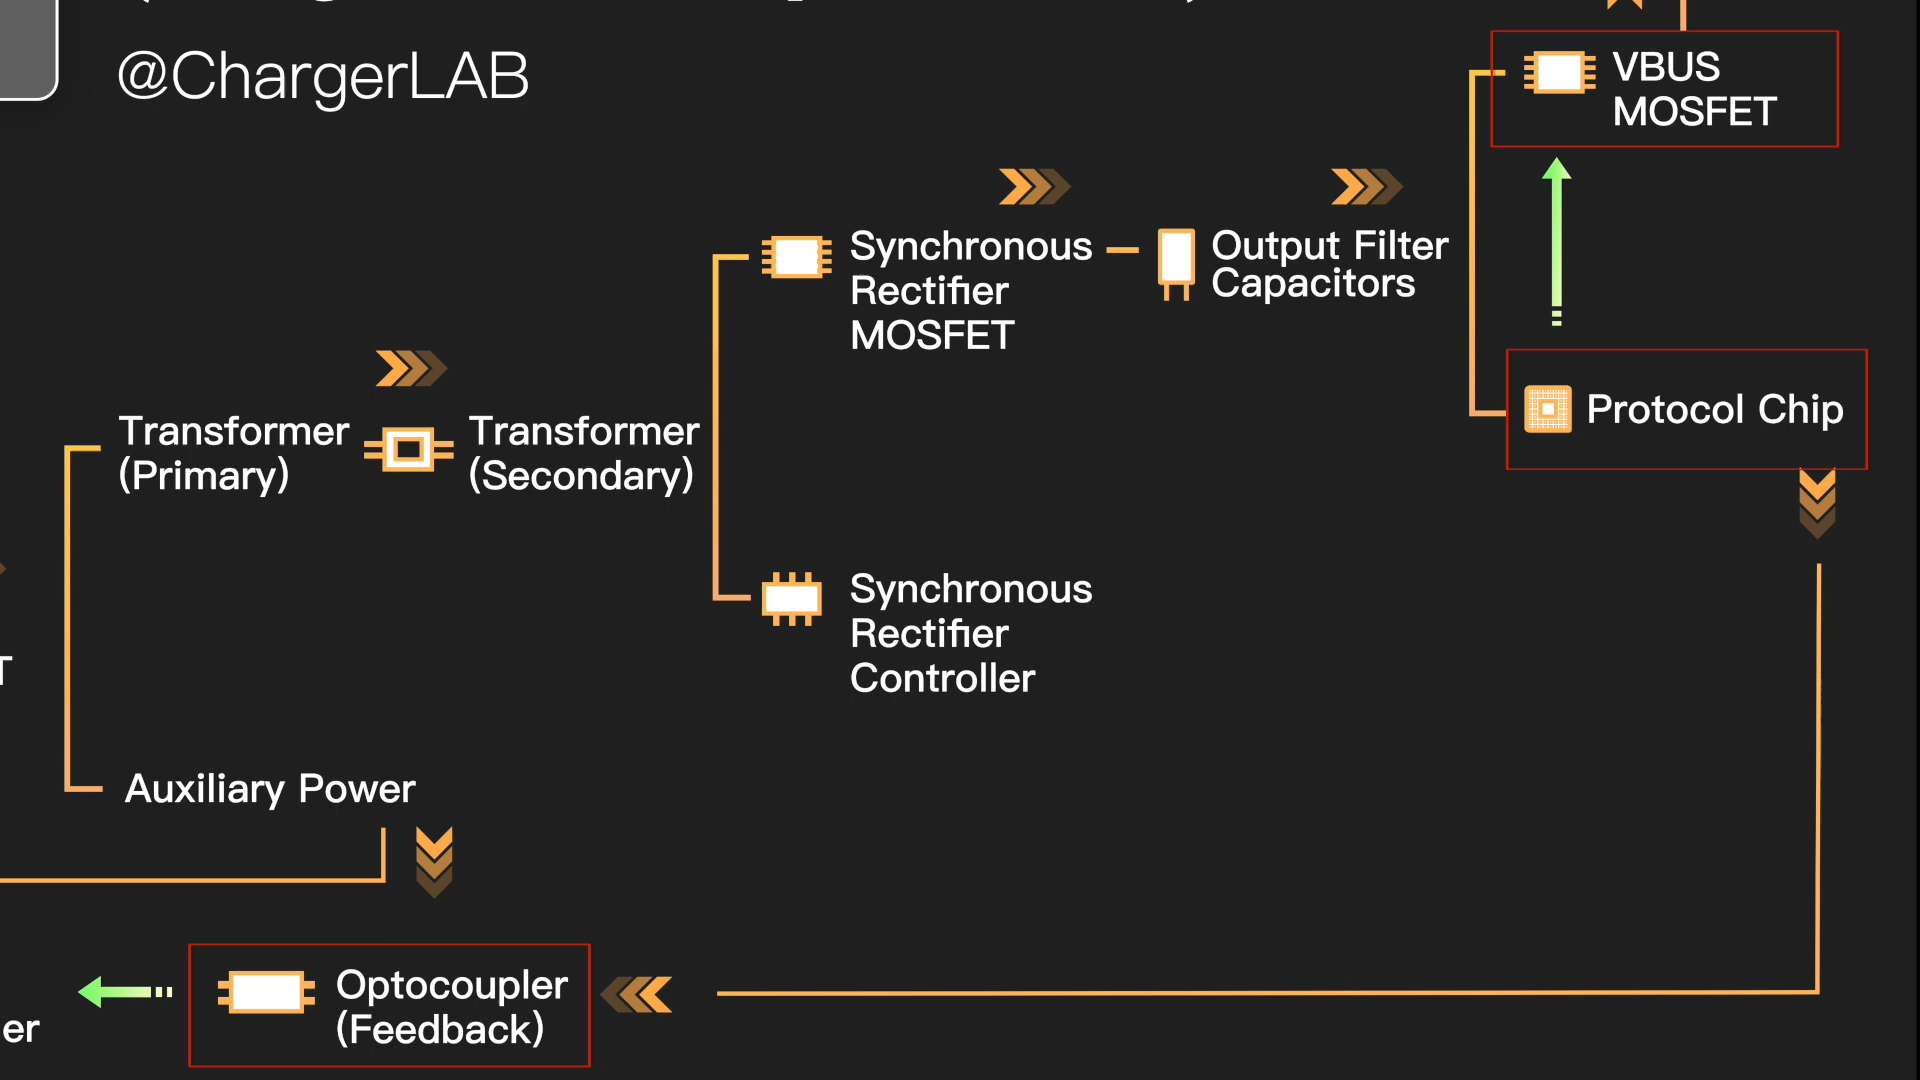 @ChargerLAB
VBUS
MOSFET
Synchronous
Rectifier
MOSFET
Output Filter
Capacitors
Transformer
(Primary)
Transformer
(Secondary)
Protocol Chip
Synchronous
Rectifier
Controller
Auxiliary Power
Optocoupler
(Feedback)